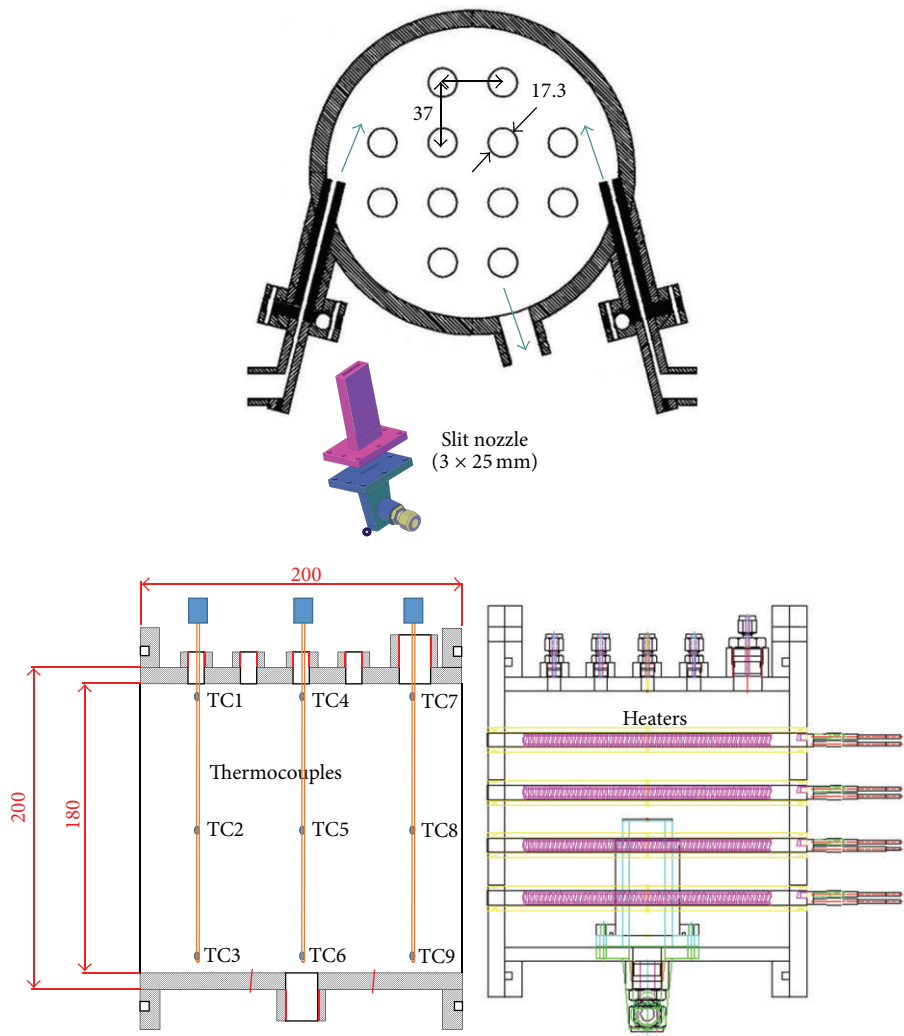 17.3
37
Slit nozzle
(3 × 25 mm)
200
TC1
TC4
TC7
Heaters
Thermocouples
200
180
TC2
TC5
TC8
TC3
TC6
TC9